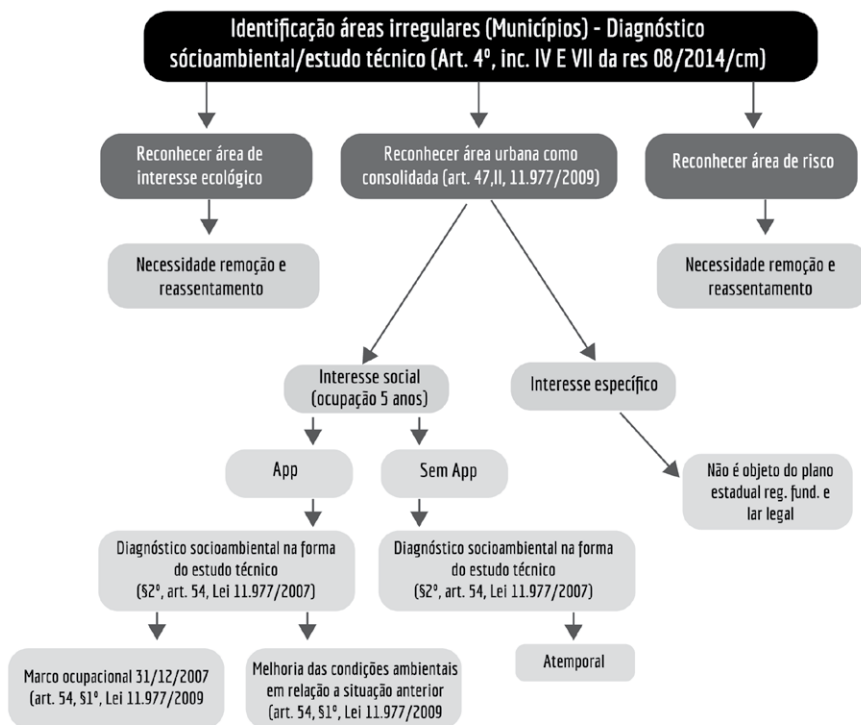 Identificação áreas irregulares (Municípios) - Diagnóstico
sócioambiental/estudo técnico (Art. 4º, inc. IV E VII da res 08/2014/cm)
Reconhecer área de
interesse ecológico
Reconhecer área urbana como
consolidada (art. 47,II, 11.977/2009)
Reconhecer área de risco
Necessidade remoção e
reassentamento
Necessidade remoção e
reassentamento
Interesse social
(ocupação 5 anos)
Interesse específico
App
Sem App
Não é objeto do plano
estadual reg. fund. e
lar legal
Diagnóstico socioambiental na forma
do estudo técnico
(§2º, art. 54, Lei 11.977/2007)
Diagnóstico socioambiental na forma
do estudo técnico
(§2º, art. 54, Lei 11.977/2007)
Marco ocupacional 31/12/2007
(art. 54, §1º, Lei 11.977/2009
Melhoria das condições ambientais
em relação a situação anterior
(art. 54, §1º, Lei 11.977/2009
Atemporal